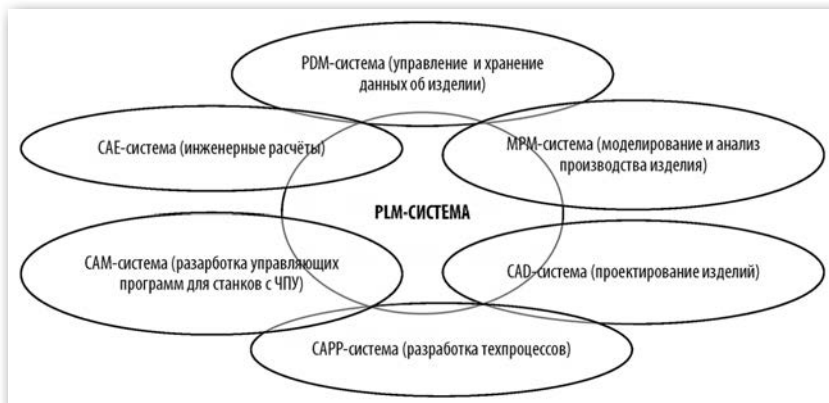 PDM-система (управление и хранение
данных об изделии)
CAE-система (инженерные расчёты)
MPM-система (моделирование и анализ
производства изделия)
PLM-СИСТЕМА
CAM-система (разарботка управляющих
программ для станков с ЧПУ)
CAD-система (проектирование изделий)
CAPP-система (разработка техпроцессов)